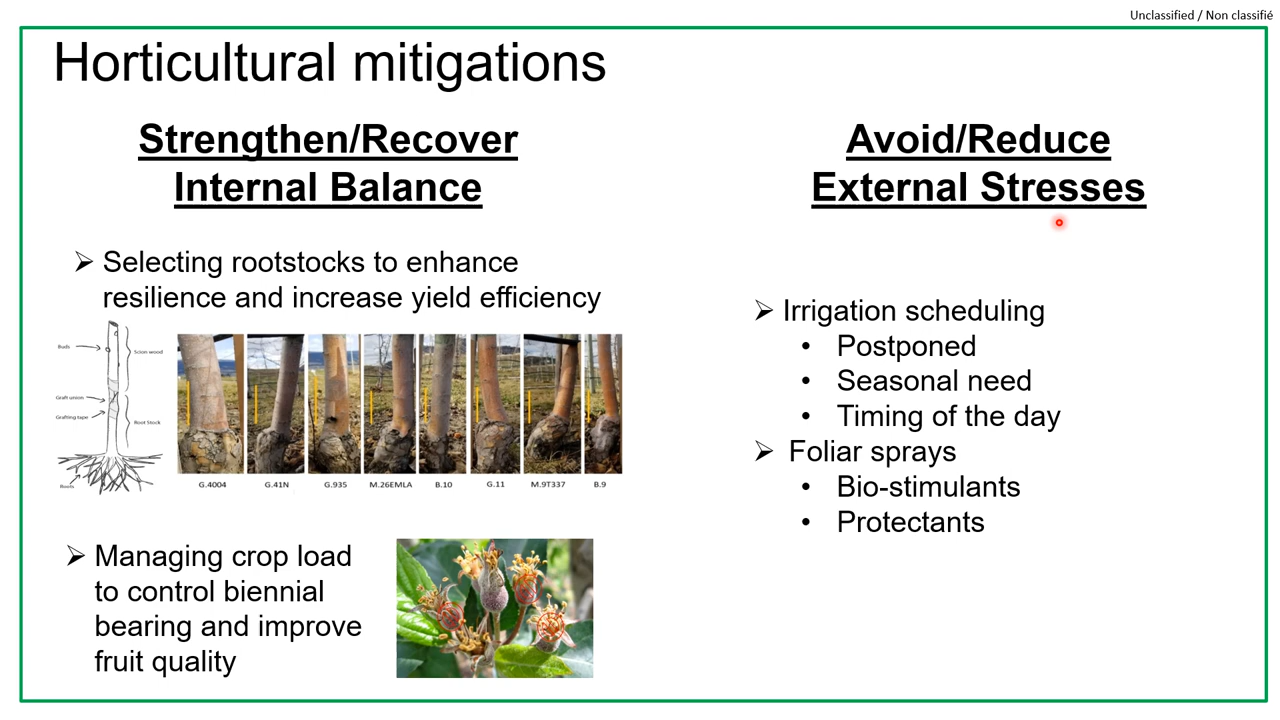 Unclassified / Non classifié
Horticultural mitigations
Strengthen/Recover
Internal Balance
➢ Selecting rootstocks to enhance
resilience and increase yield efficiency
Buds
Scion wood
Graft union
Grafting tape
Root Stock
Roots
G.4004 G.41N G.935 M.26EMLA B.10 G.11 M.9T337 B.9
➢ Managing crop load
to control biennial
bearing and improve
fruit quality
Avoid/Reduce
External Stresses
➢ Irrigation scheduling
• Postponed
• Seasonal need
• Timing of the day
➢ Foliar sprays
• Bio-stimulants
• Protectants